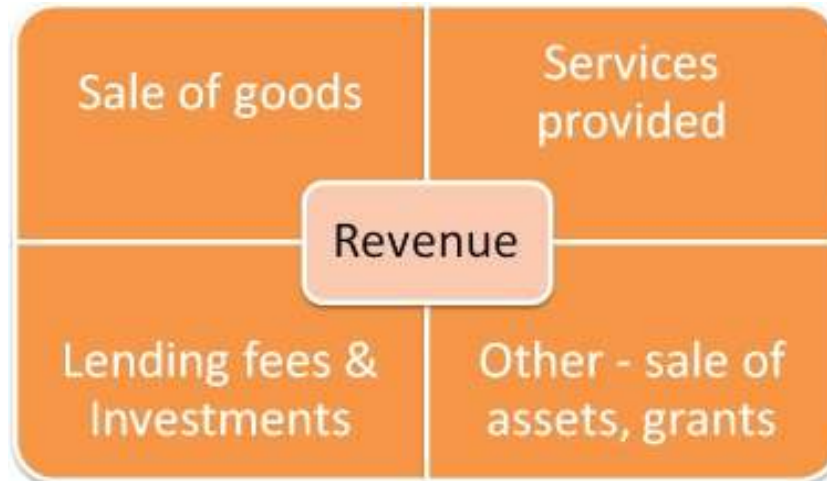 Sale of goods
Services
provided
Revenue
Lending fees &
Investments
Other - sale of
assets, grants